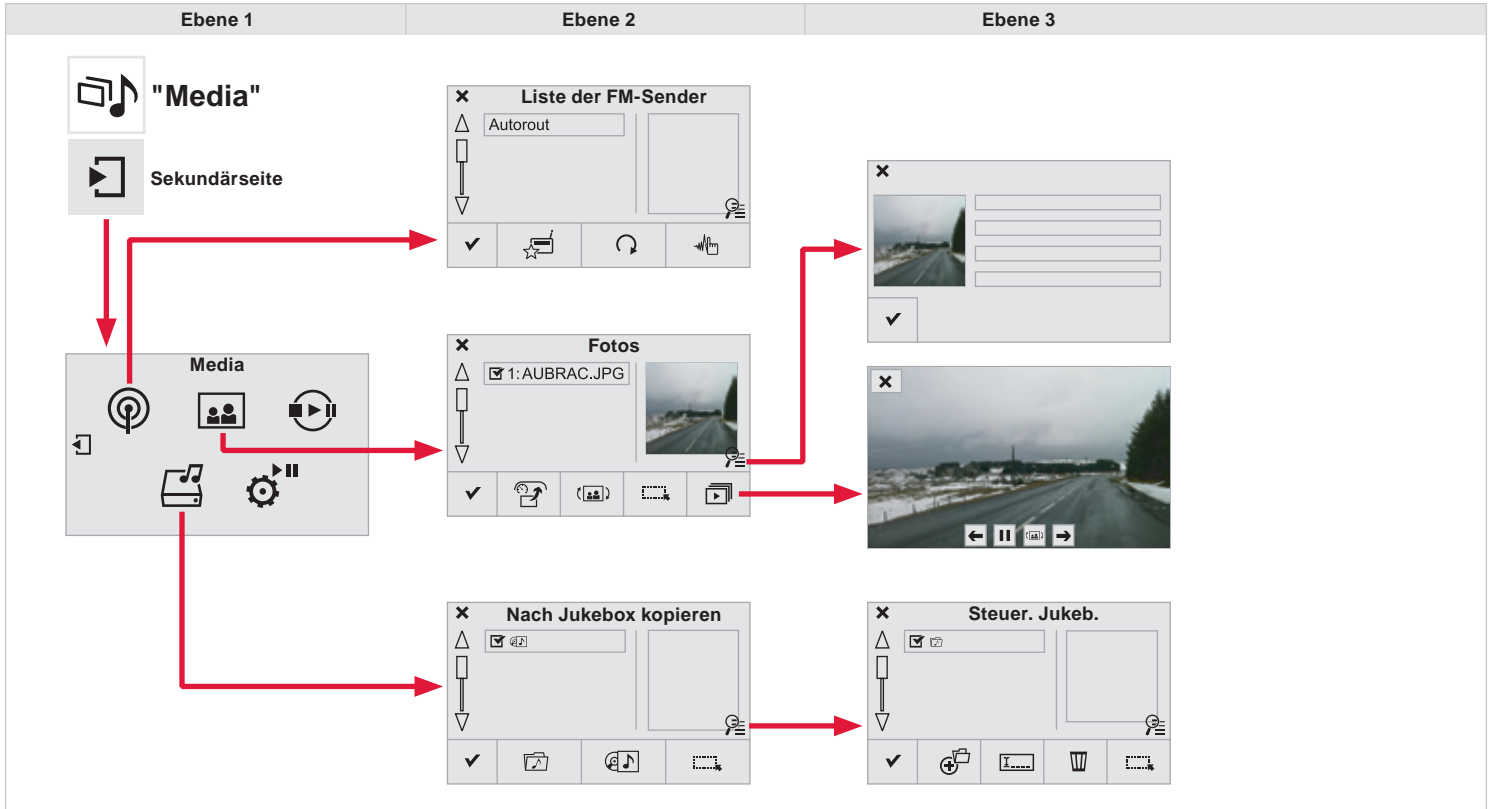 Ebene 1
Ebene 2
Ebene 3
"Media"
Sekundärseite
Media
Liste der FM-Sender
Autorout
Fotos
1: AUBRAC.JPG
Nach Jukebox kopieren
Steuer. Jukeb.